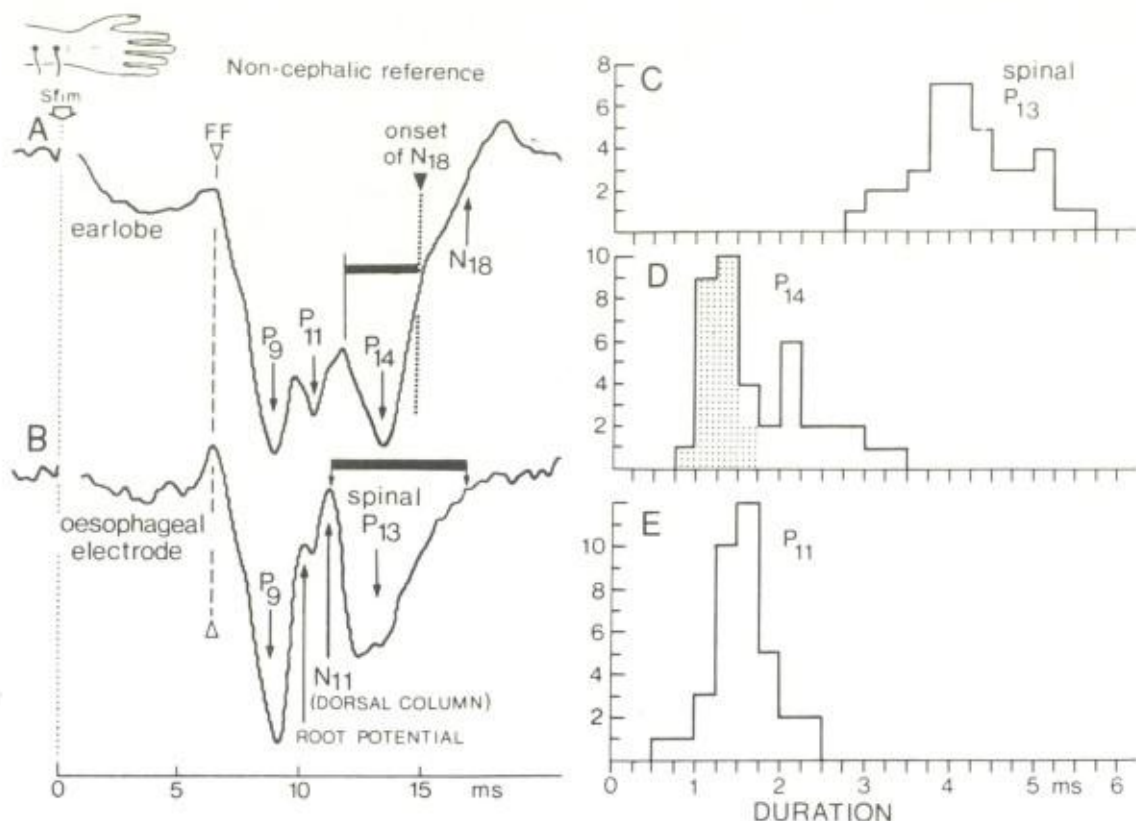 Non-cephalic reference
Stim
A
FF
onset
of N18
earlobe
N18
P9
P11
P14
B
oesophageal
electrode
spinal
P13
P9
N11
(DORSAL COLUMN)
ROOT POTENTIAL
0 5 10 15 ms
C
spinal
P13
8
6
4
2
D
P14
10
8
6
4
2
E
P11
10
8
6
4
2
0 1 2 3 4 5 ms 6
DURATION